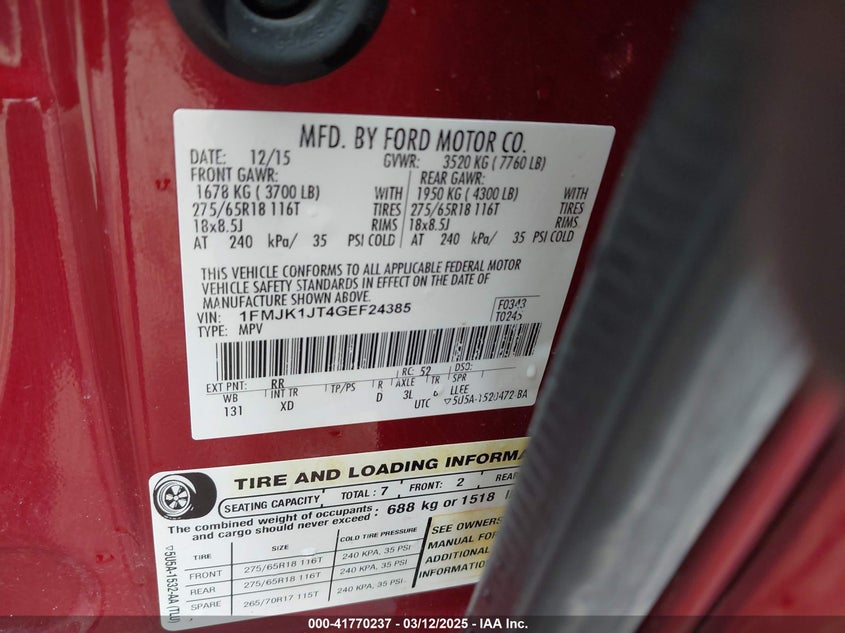 MFD. BY FORD MOTOR CO.
DATE: 12/15 GVWR: 3520 KG ( 7760 LB)
FRONT GAWR: REAR GAWR:
1678 KG ( 3700 LB) WITH 1950 KG ( 4300 LB) WITH
275/65R18 116T TIRES 275/65R18 116T TIRES
18x8.5J RIMS 18x8.5J RIMS
AT 240 kPa/ 35 PSI COLD AT 240 kPa/ 35 PSI COLD
THIS VEHICLE CONFORMS TO ALL APPLICABLE FEDERAL MOTOR
VEHICLE SAFETY STANDARDS IN EFFECT ON THE DATE OF
MANUFACTURE SHOWN ABOVE.
VIN: 1FMJK1JT4GEF24385 F0343
TYPE: MPV T0245
EXT PNT: RR RC: 52 DSO:
WB INT TR TP/PS R AXLE TR SPR
131 XD D 3L LLEE
UTC ▽5U5A-1520472-BA
TIRE AND LOADING
SEATING CAPACITY TOTAL : 7 FRONT: 2 REAR
The combined weight of occupants and cargo should never exceed : 688 kg or 1518
TIRE SIZE COLD TIRE PRESSURE
FRONT 275/65R18 116T 240 KPA, 35 PSI
REAR 275/65R18 116T 240 KPA, 35 PSI
SPARE 265/70R17 115T 240 KPA, 35 PSI
SEE OWNERS
MANUAL FOR
ADDITIONAL
▽5U5A-1532-AA (TLU)
000-41770237 - 03/12/2025 - IAA Inc.